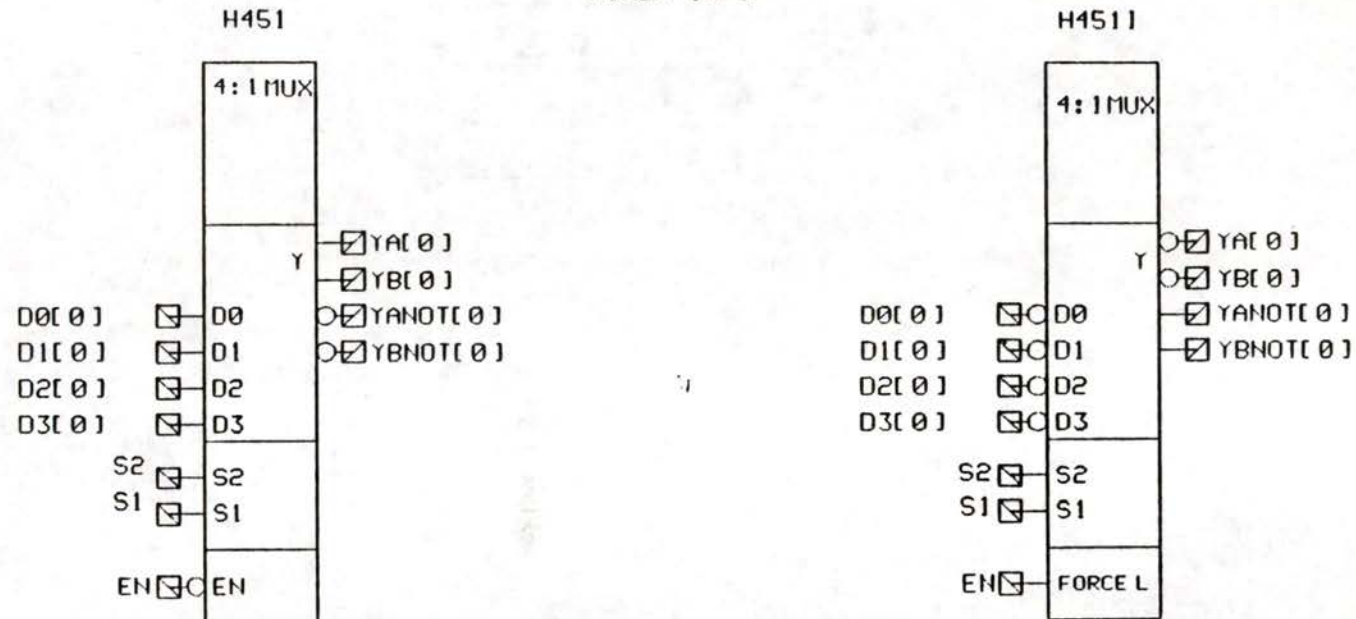 H451
4:1MUX
Y
YA[0]
YB[0]
YANOT[0]
YBNOT[0]
D0[0] D0
D1[0] D1
D2[0] D2
D3[0] D3
S2 S2
S1 S1
EN EN
H451I
4:1MUX
Y
YA[0]
YB[0]
YANOT[0]
YBNOT[0]
D0[0] D0
D1[0] D1
D2[0] D2
D3[0] D3
S2 S2
S1 S1
EN FORCE L